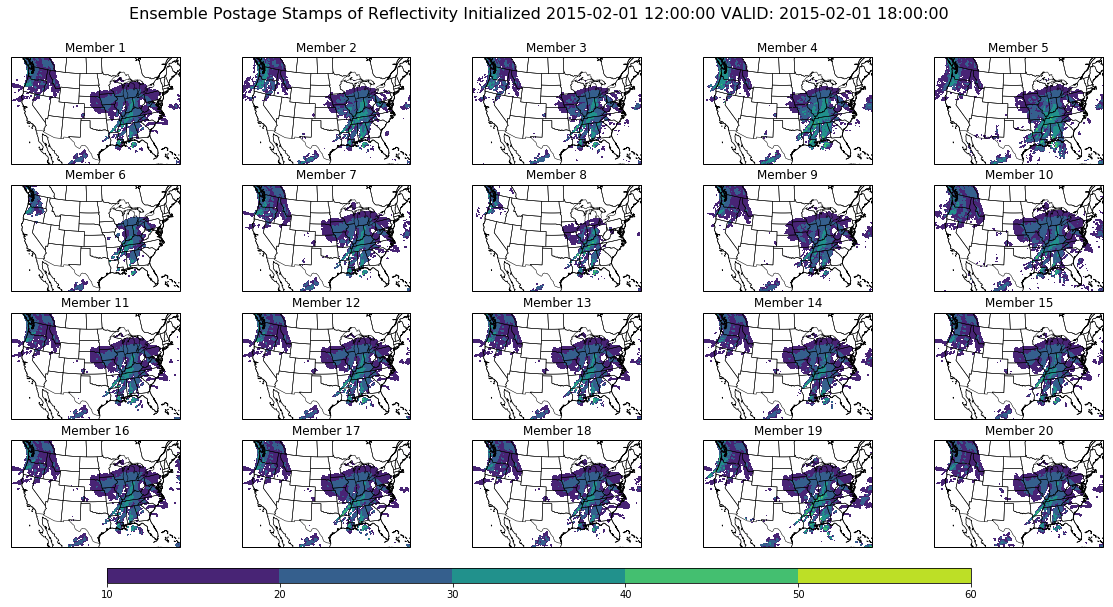 Ensemble Postage Stamps of Reflectivity Initialized 2015-02-01 12:00:00 VALID: 2015-02-01 18:00:00
Member 1 Member 2 Member 3 Member 4 Member 5
Member 6 Member 7 Member 8 Member 9 Member 10
Member 11 Member 12 Member 13 Member 14 Member 15
Member 16 Member 17 Member 18 Member 19 Member 20
10 20 30 40 50 60